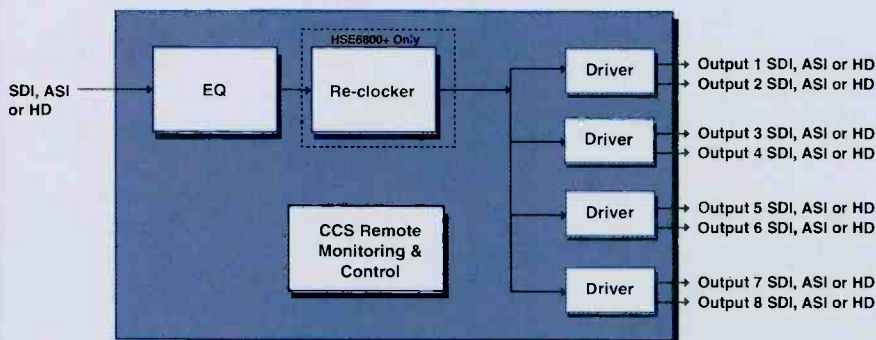 HSE6800+ Only
SDI, ASI
or HD
EQ
Re-clocker
CCS Remote
Monitoring &
Control
Driver
Output 1 SDI, ASI or HD
Output 2 SDI, ASI or HD
Driver
Output 3 SDI, ASI or HD
Output 4 SDI, ASI or HD
Driver
Output 5 SDI, ASI or HD
Output 6 SDI, ASI or HD
Driver
Output 7 SDI, ASI or HD
Output 8 SDI, ASI or HD